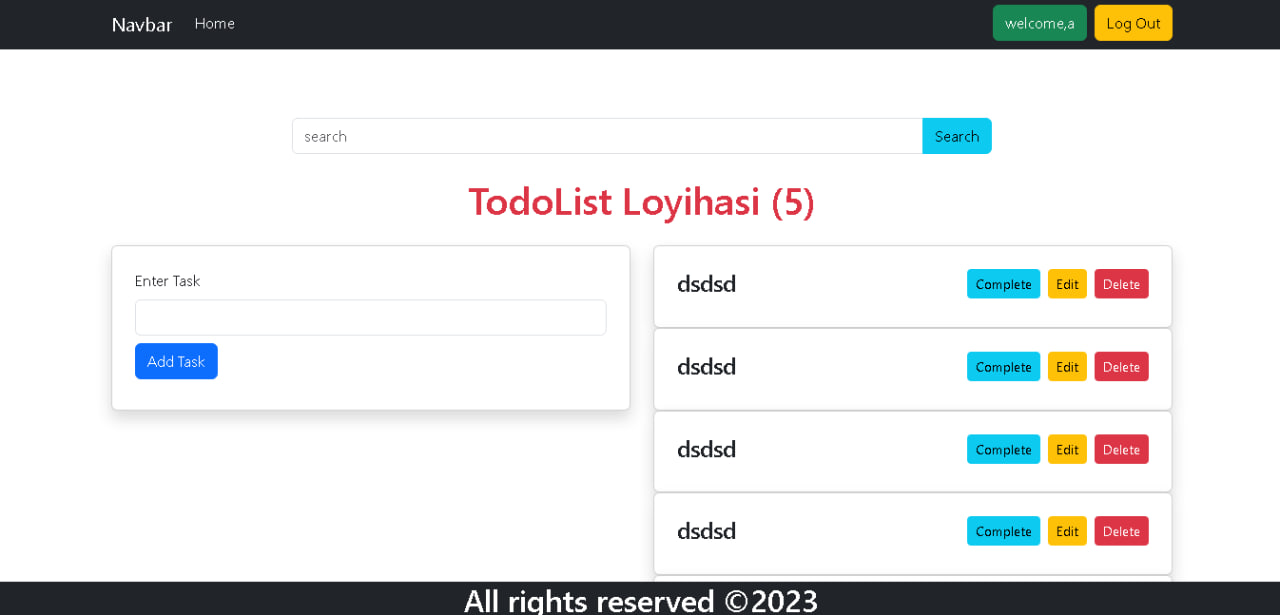 Navbar Home welcome,a Log Out
search Search
TodoList Loyihasi (5)
Enter Task
Add Task
dsdsd Complete Edit Delete
dsdsd Complete Edit Delete
dsdsd Complete Edit Delete
dsdsd Complete Edit Delete
All rights reserved ©2023